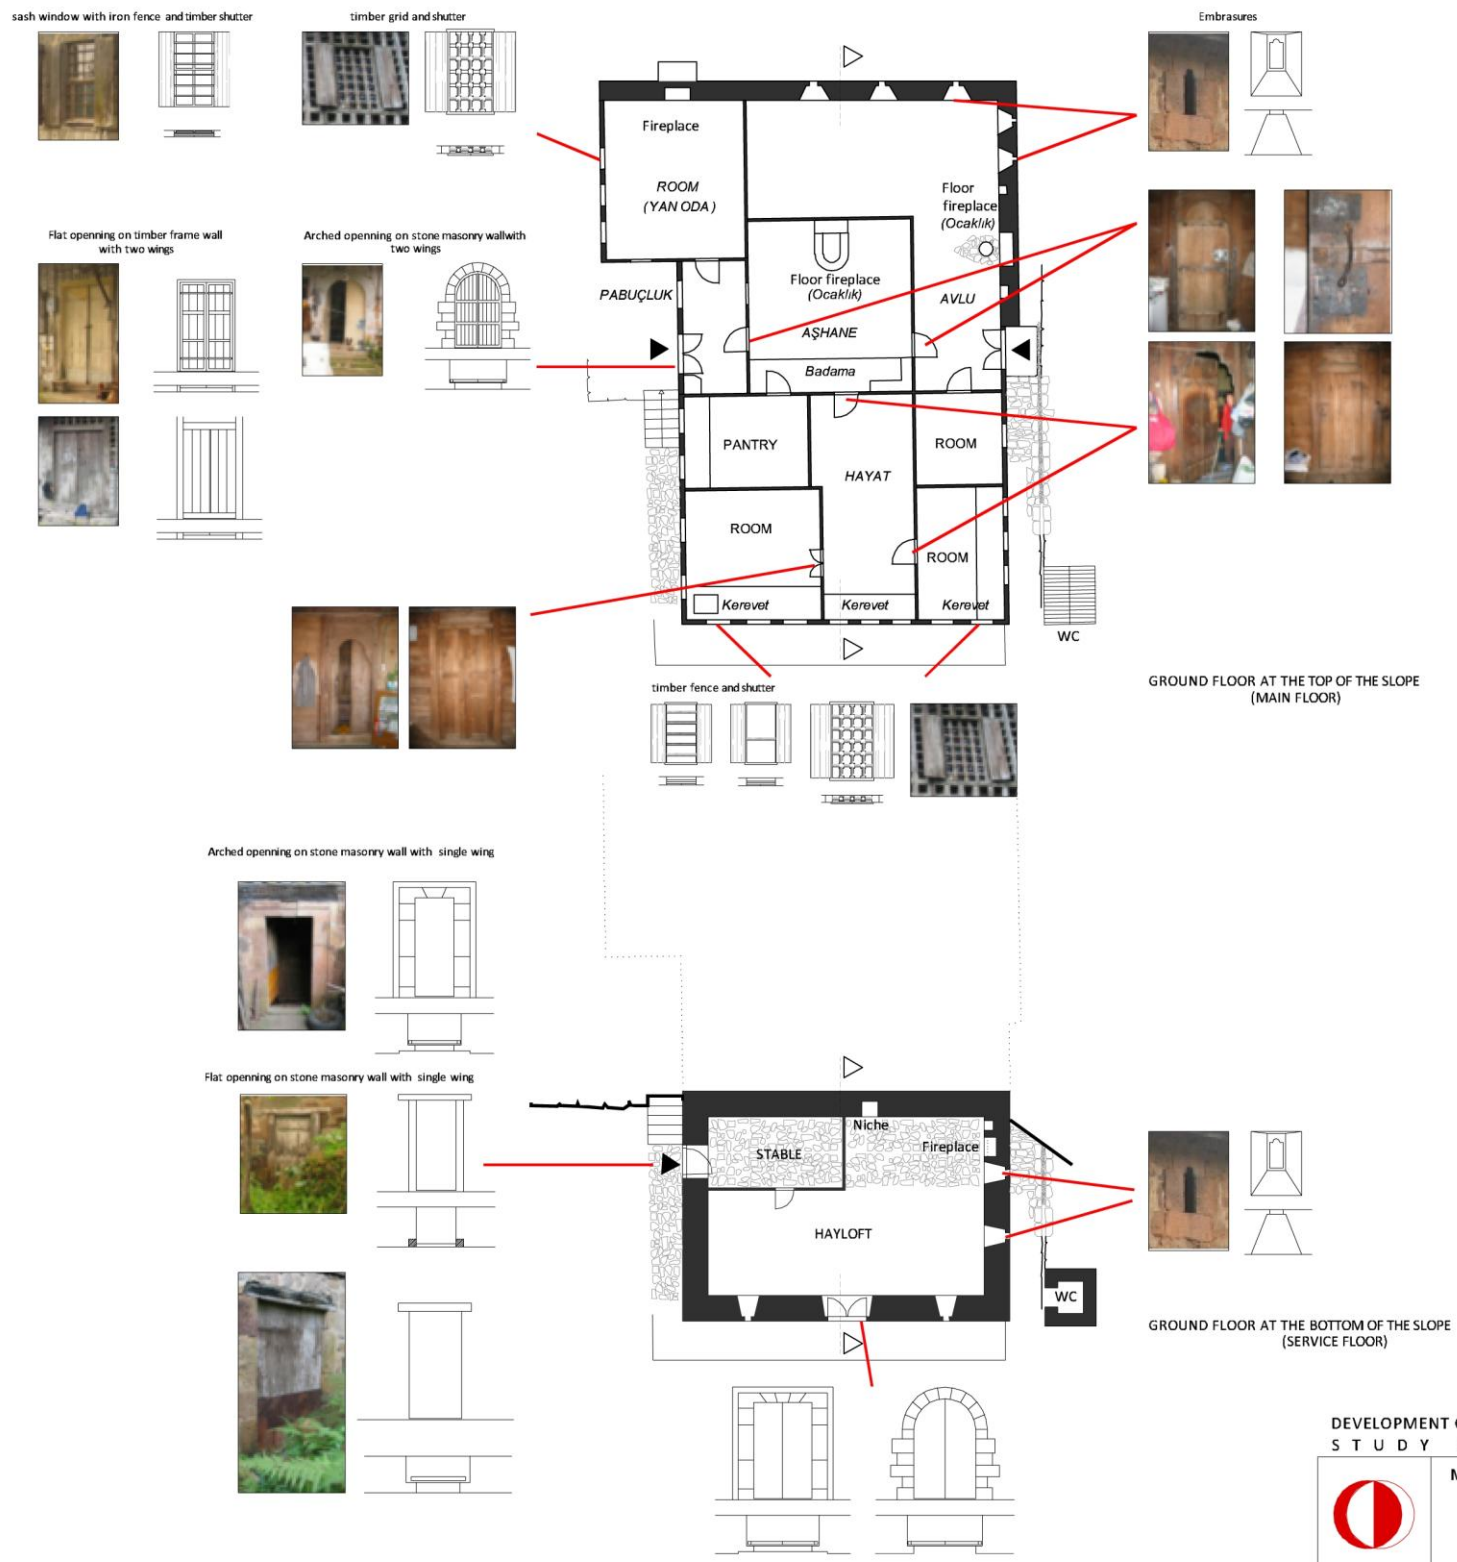 sash window with iron fence and timber shutter
timber grid and shutter
Embrasures
Fireplace
ROOM
(YAN ODA )
Floor
fireplace
(Ocaklık)
Flat openning on timber frame wall
with two wings
Arched openning on stone masonry wallwith
two wings
PABUÇLUK
Floor fireplace
(Ocaklık)
AVLU
AŞHANE
Badama
PANTRY
HAYAT
ROOM
ROOM
ROOM
Kerevet
Kerevet
Kerevet
WC
GROUND FLOOR AT THE TOP OF THE SLOPE
(MAIN FLOOR)
timber fence and shutter
Arched openning on stone masonry wall with single wing
Flat openning on stone masonry wall with single wing
Niche
STABLE
Fireplace
HAYLOFT
WC
GROUND FLOOR AT THE BOTTOM OF THE SLOPE
(SERVICE FLOOR)
DEVELOPMENT
S T U D Y